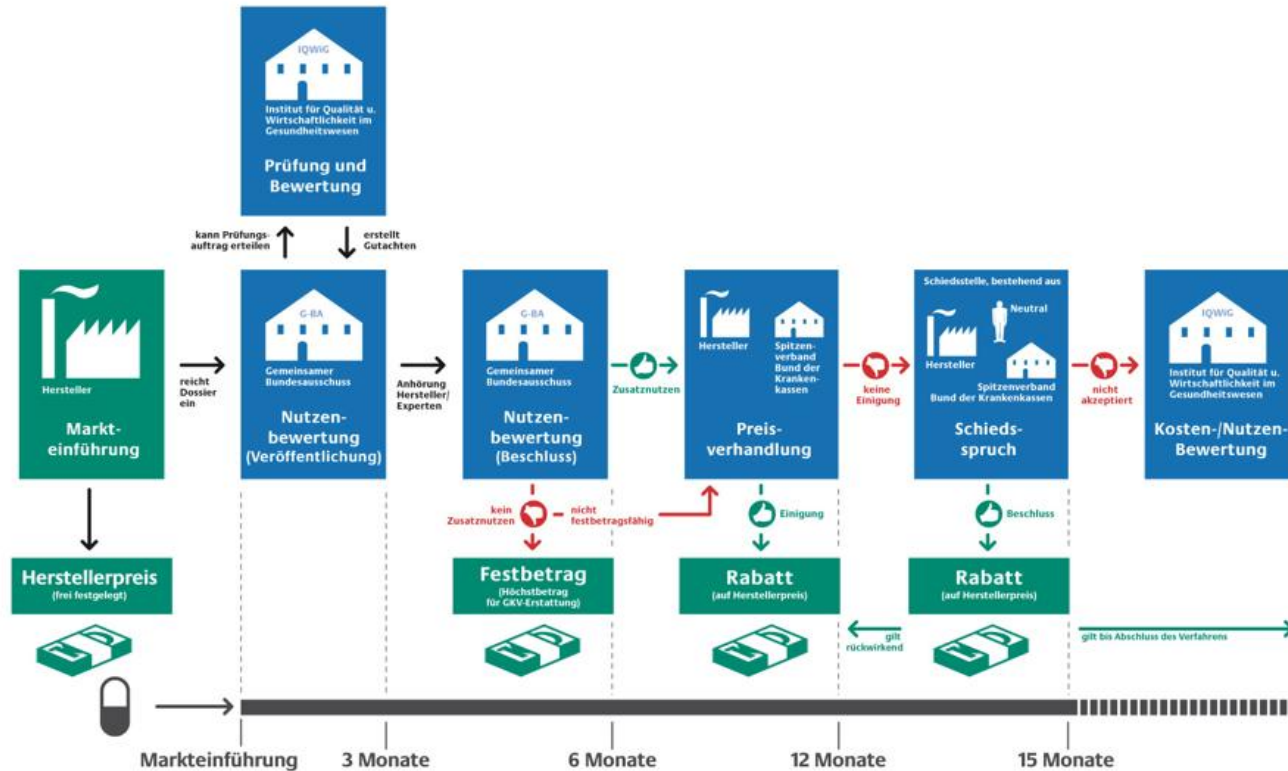 IQWiG
Institut für Qualität u.
Wirtschaftlichkeit im
Gesundheitswesen
Prüfung und
Bewertung
kann Prüfungs-
auftrag erteilen
erstellt
Gutachten
Hersteller
Markt-
einführung
reicht
Dossier
ein
G-BA
Gemeinsamer
Bundesausschuss
Nutzen-
bewertung
(Veröffentlichung)
Anhörung
Hersteller/
Experten
G-BA
Gemeinsamer
Bundesausschuss
Nutzen-
bewertung
(Beschluss)
Zusatznutzen
Hersteller
Spitzen-
verband
Bund der
Kranken-
kassen
Preis-
verhandlung
keine
Einigung
Schiedsstelle, bestehend aus
Neutral
Hersteller
Spitzenverband
Bund der Krankenkassen
Schieds-
spruch
nicht
akzeptiert
IQWiG
Institut für Qualität u.
Wirtschaftlichkeit im
Gesundheitswesen
Kosten-/Nutzen-
Bewertung
kein
Zusatznutzen
nicht
festbetragsfähig
Einigung
Beschluss
Herstellerpreis
(frei festgelegt)
Festbetrag
(Höchstbetrag
für GKV-Erstattung)
Rabatt
(auf Herstellerpreis)
Rabatt
(auf Herstellerpreis)
gilt
rückwirkend
gilt bis Abschluss des Verfahrens
Markteinführung
3 Monate
6 Monate
12 Monate
15 Monate